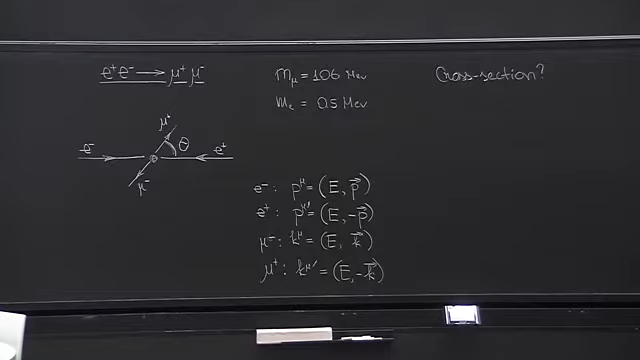 e⁺e⁻ → μ⁺ μ⁻
m_μ = 106 MeV
Cross-section?
m_e = 0.5 MeV
μ⁺
e⁻
θ
e⁺
μ⁻
e⁻: p^μ = (E, p⃗)
e⁺: p^μ' = (E, -p⃗)
μ⁻: k^μ = (E, k⃗)
μ⁺: k^μ' = (E, -k⃗)